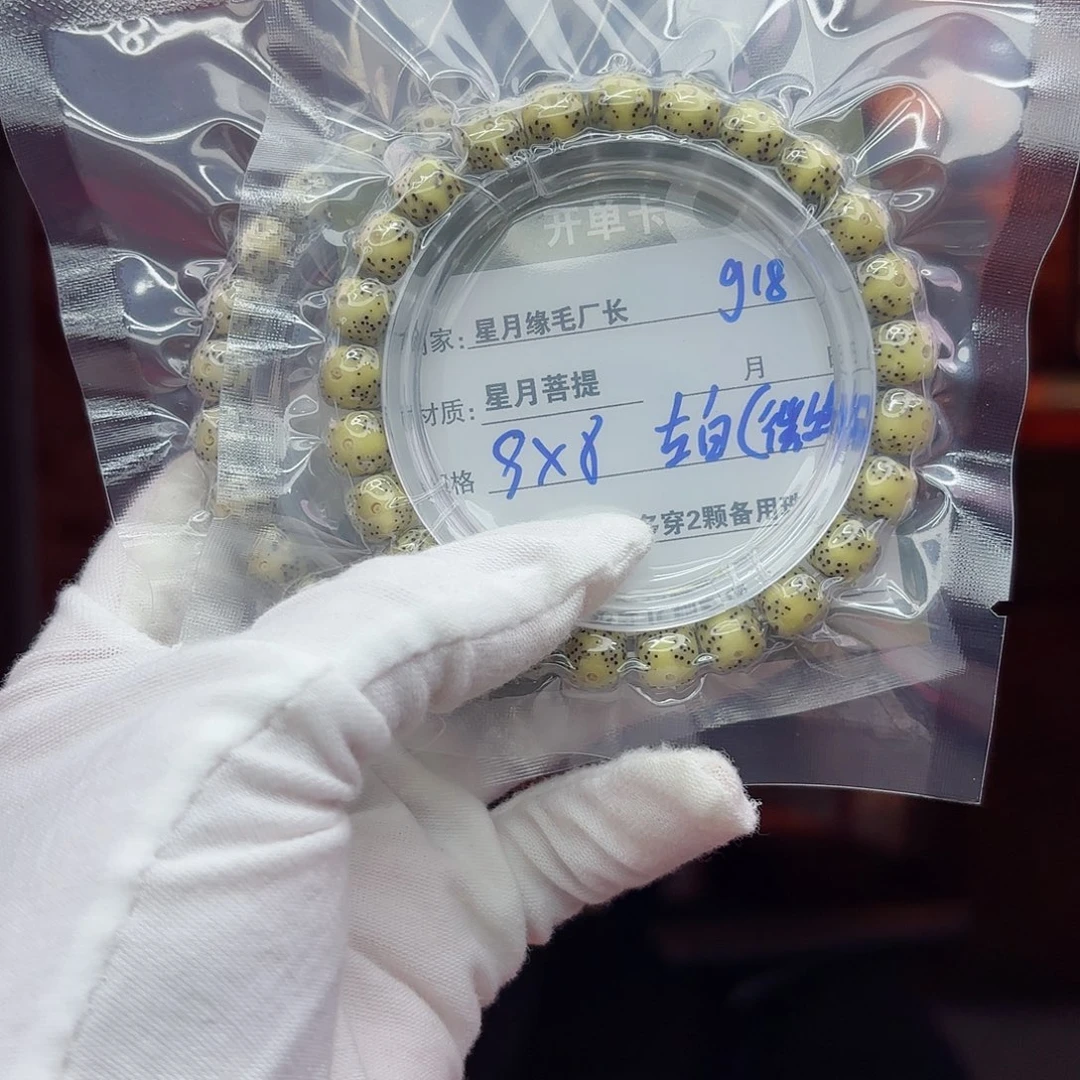 开单卡
家：星月缘毛厂长 918
材质：星月菩提 月
格 8×8
穿2颗备用